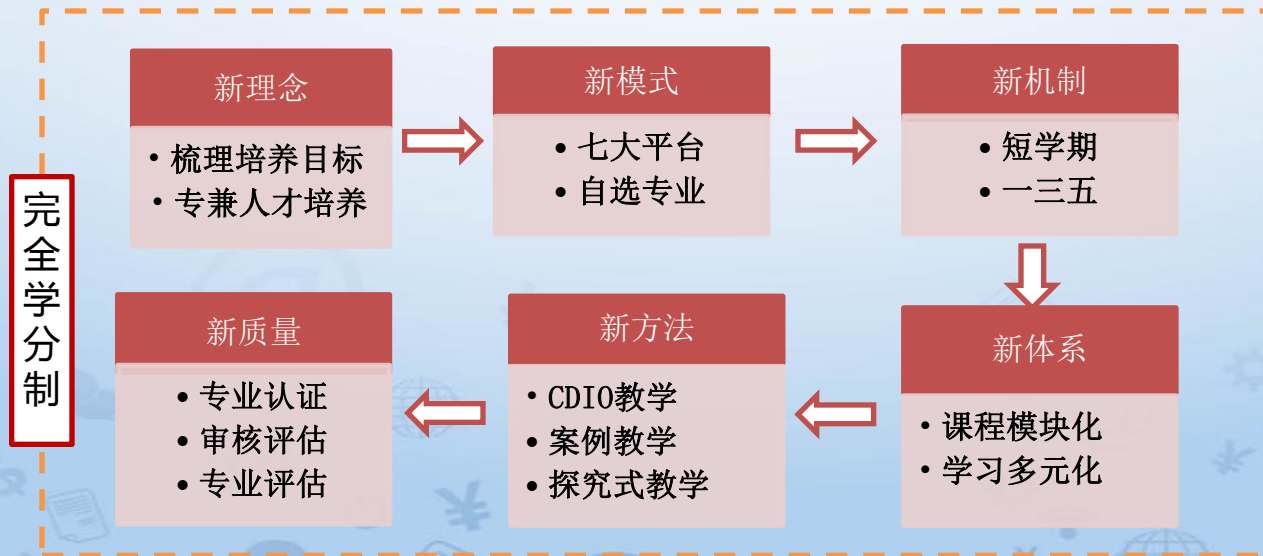 完全学分制
新理念
• 梳理培养目标
• 专兼人才培养
新模式
• 七大平台
• 自选专业
新机制
• 短学期
• 一三五
新体系
• 课程模块化
• 学习多元化
新方法
• CDIO教学
• 案例教学
• 探究式教学
新质量
• 专业认证
• 审核评估
• 专业评估